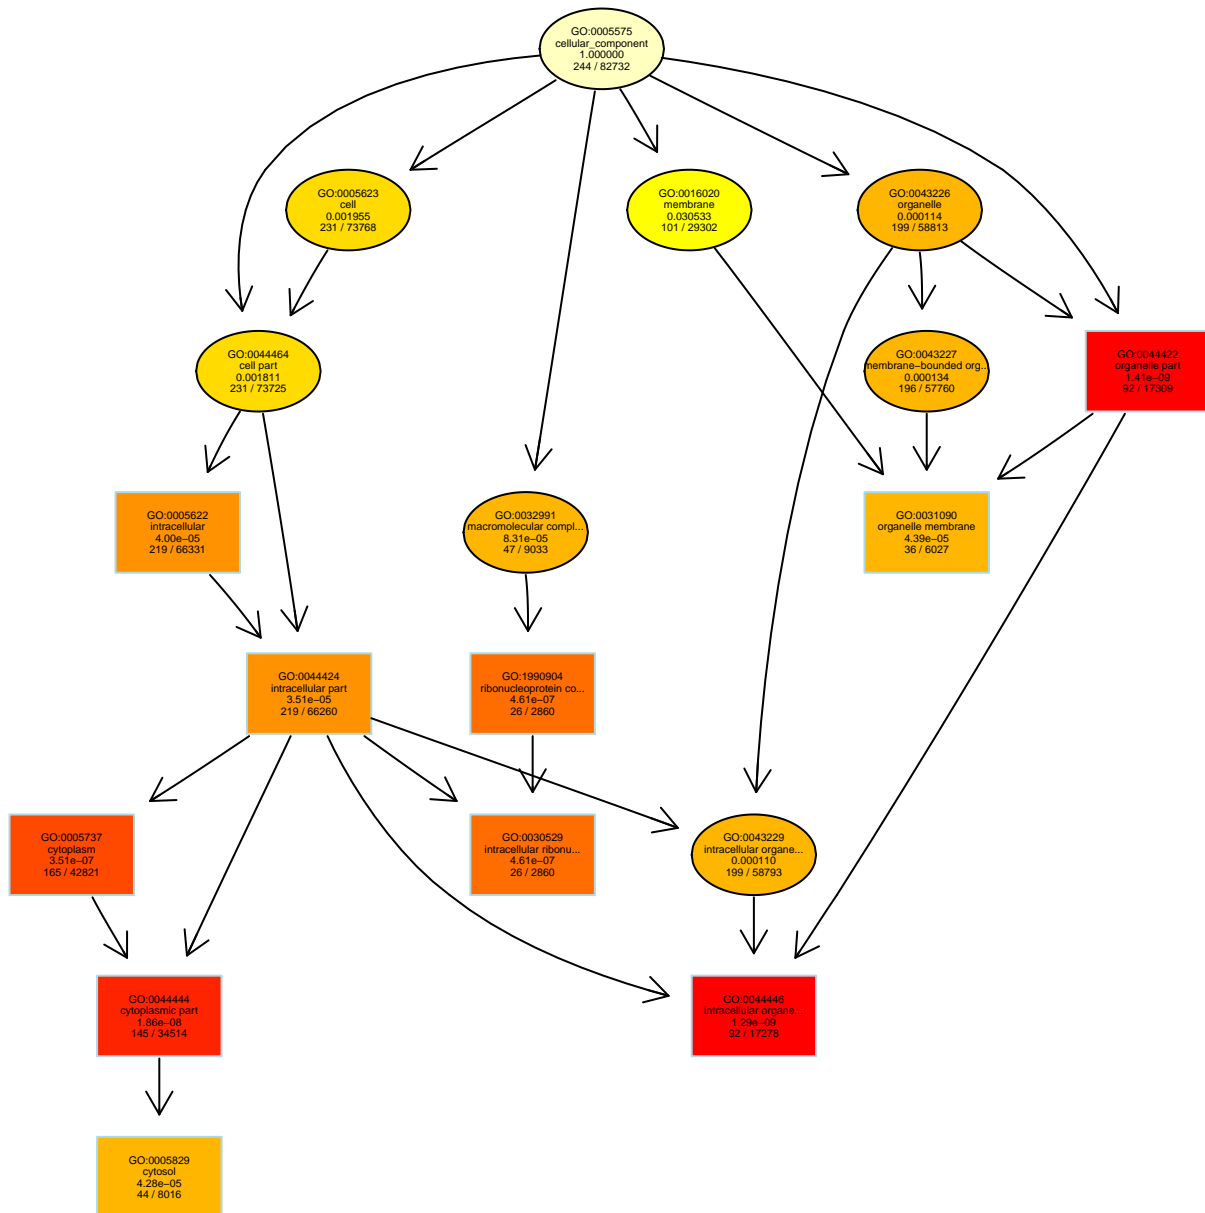 GO:0005575
cellular_component
1.000000
244 / 82732
GO:0005623
cell
0.001955
231 / 73768
GO:0016020
membrane
0.030533
101 / 29302
GO:0043226
organelle
0.000114
199 / 58813
GO:0044464
cell part
0.001811
231 / 73725
GO:0043227
membrane−bounded org...
0.000134
196 / 57760
GO:0044422
organelle part
1.41e−09
92 / 17309
GO:0005622
intracellular
4.00e−05
219 / 66331
GO:0032991
macromolecular compl...
8.31e−05
47 / 9033
GO:0031090
organelle membrane
4.39e−05
36 / 6027
GO:0044424
intracellular part
3.51e−05
219 / 66260
GO:1990904
ribonucleoprotein co...
4.61e−07
26 / 2860
GO:0005737
cytoplasm
3.51e−07
165 / 42821
GO:0030529
intracellular ribonu...
4.61e−07
26 / 2860
GO:0043229
intracellular organe...
0.000110
199 / 58793
GO:0044444
cytoplasmic part
1.86e−08
145 / 34514
GO:0044446
intracellular organe...
1.29e−09
92 / 17278
GO:0005829
cytosol
4.28e−05
44 / 8016